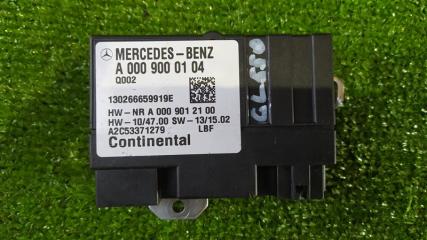 MERCEDES-BENZ
A 000 900 01 04
Q002
130266659919E
HW-NR A 000 901 21 00
HW-10/47.00 SW-13/15.02
A2C53371279 LBF
Continental
GL550